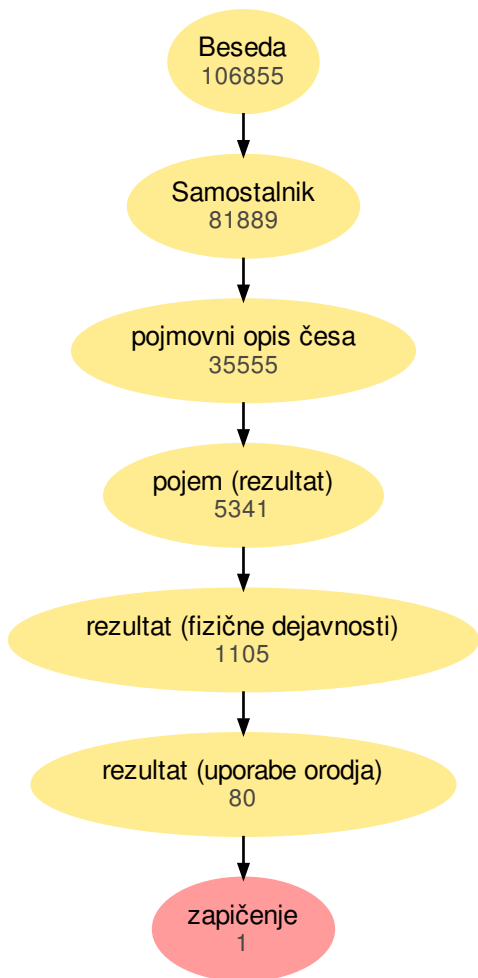 Beseda
106855
Samostalnik
81889
pojmovni opis česa
35555
pojem (rezultat)
5341
rezultat (fizične dejavnosti)
1105
rezultat (uporabe orodja)
80
zapičenje
1